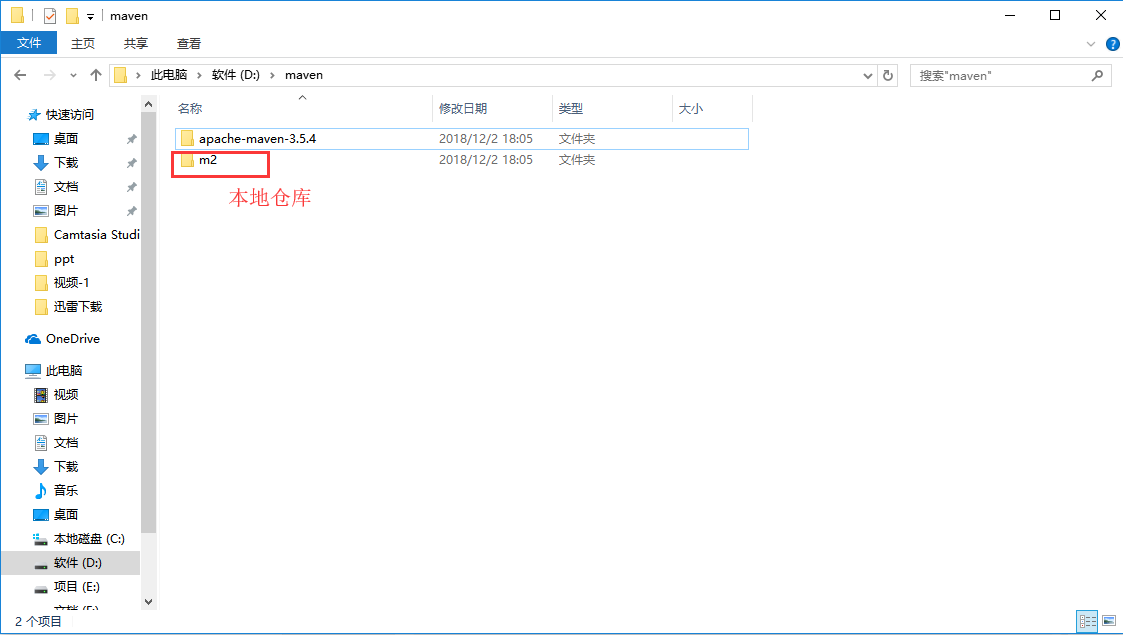 maven
文件 主页 共享 查看
此电脑 软件 (D:) maven
搜索"maven"
名称 修改日期 类型 大小
apache-maven-3.5.4 2018/12/2 18:05 文件夹
m2 2018/12/2 18:05 文件夹
本地仓库
快速访问
桌面
下载
文档
图片
Camtasia Studi
ppt
视频-1
迅雷下载
OneDrive
此电脑
视频
图片
文档
下载
音乐
桌面
本地磁盘 (C:)
软件 (D:)
项目 (E:)
2 个项目